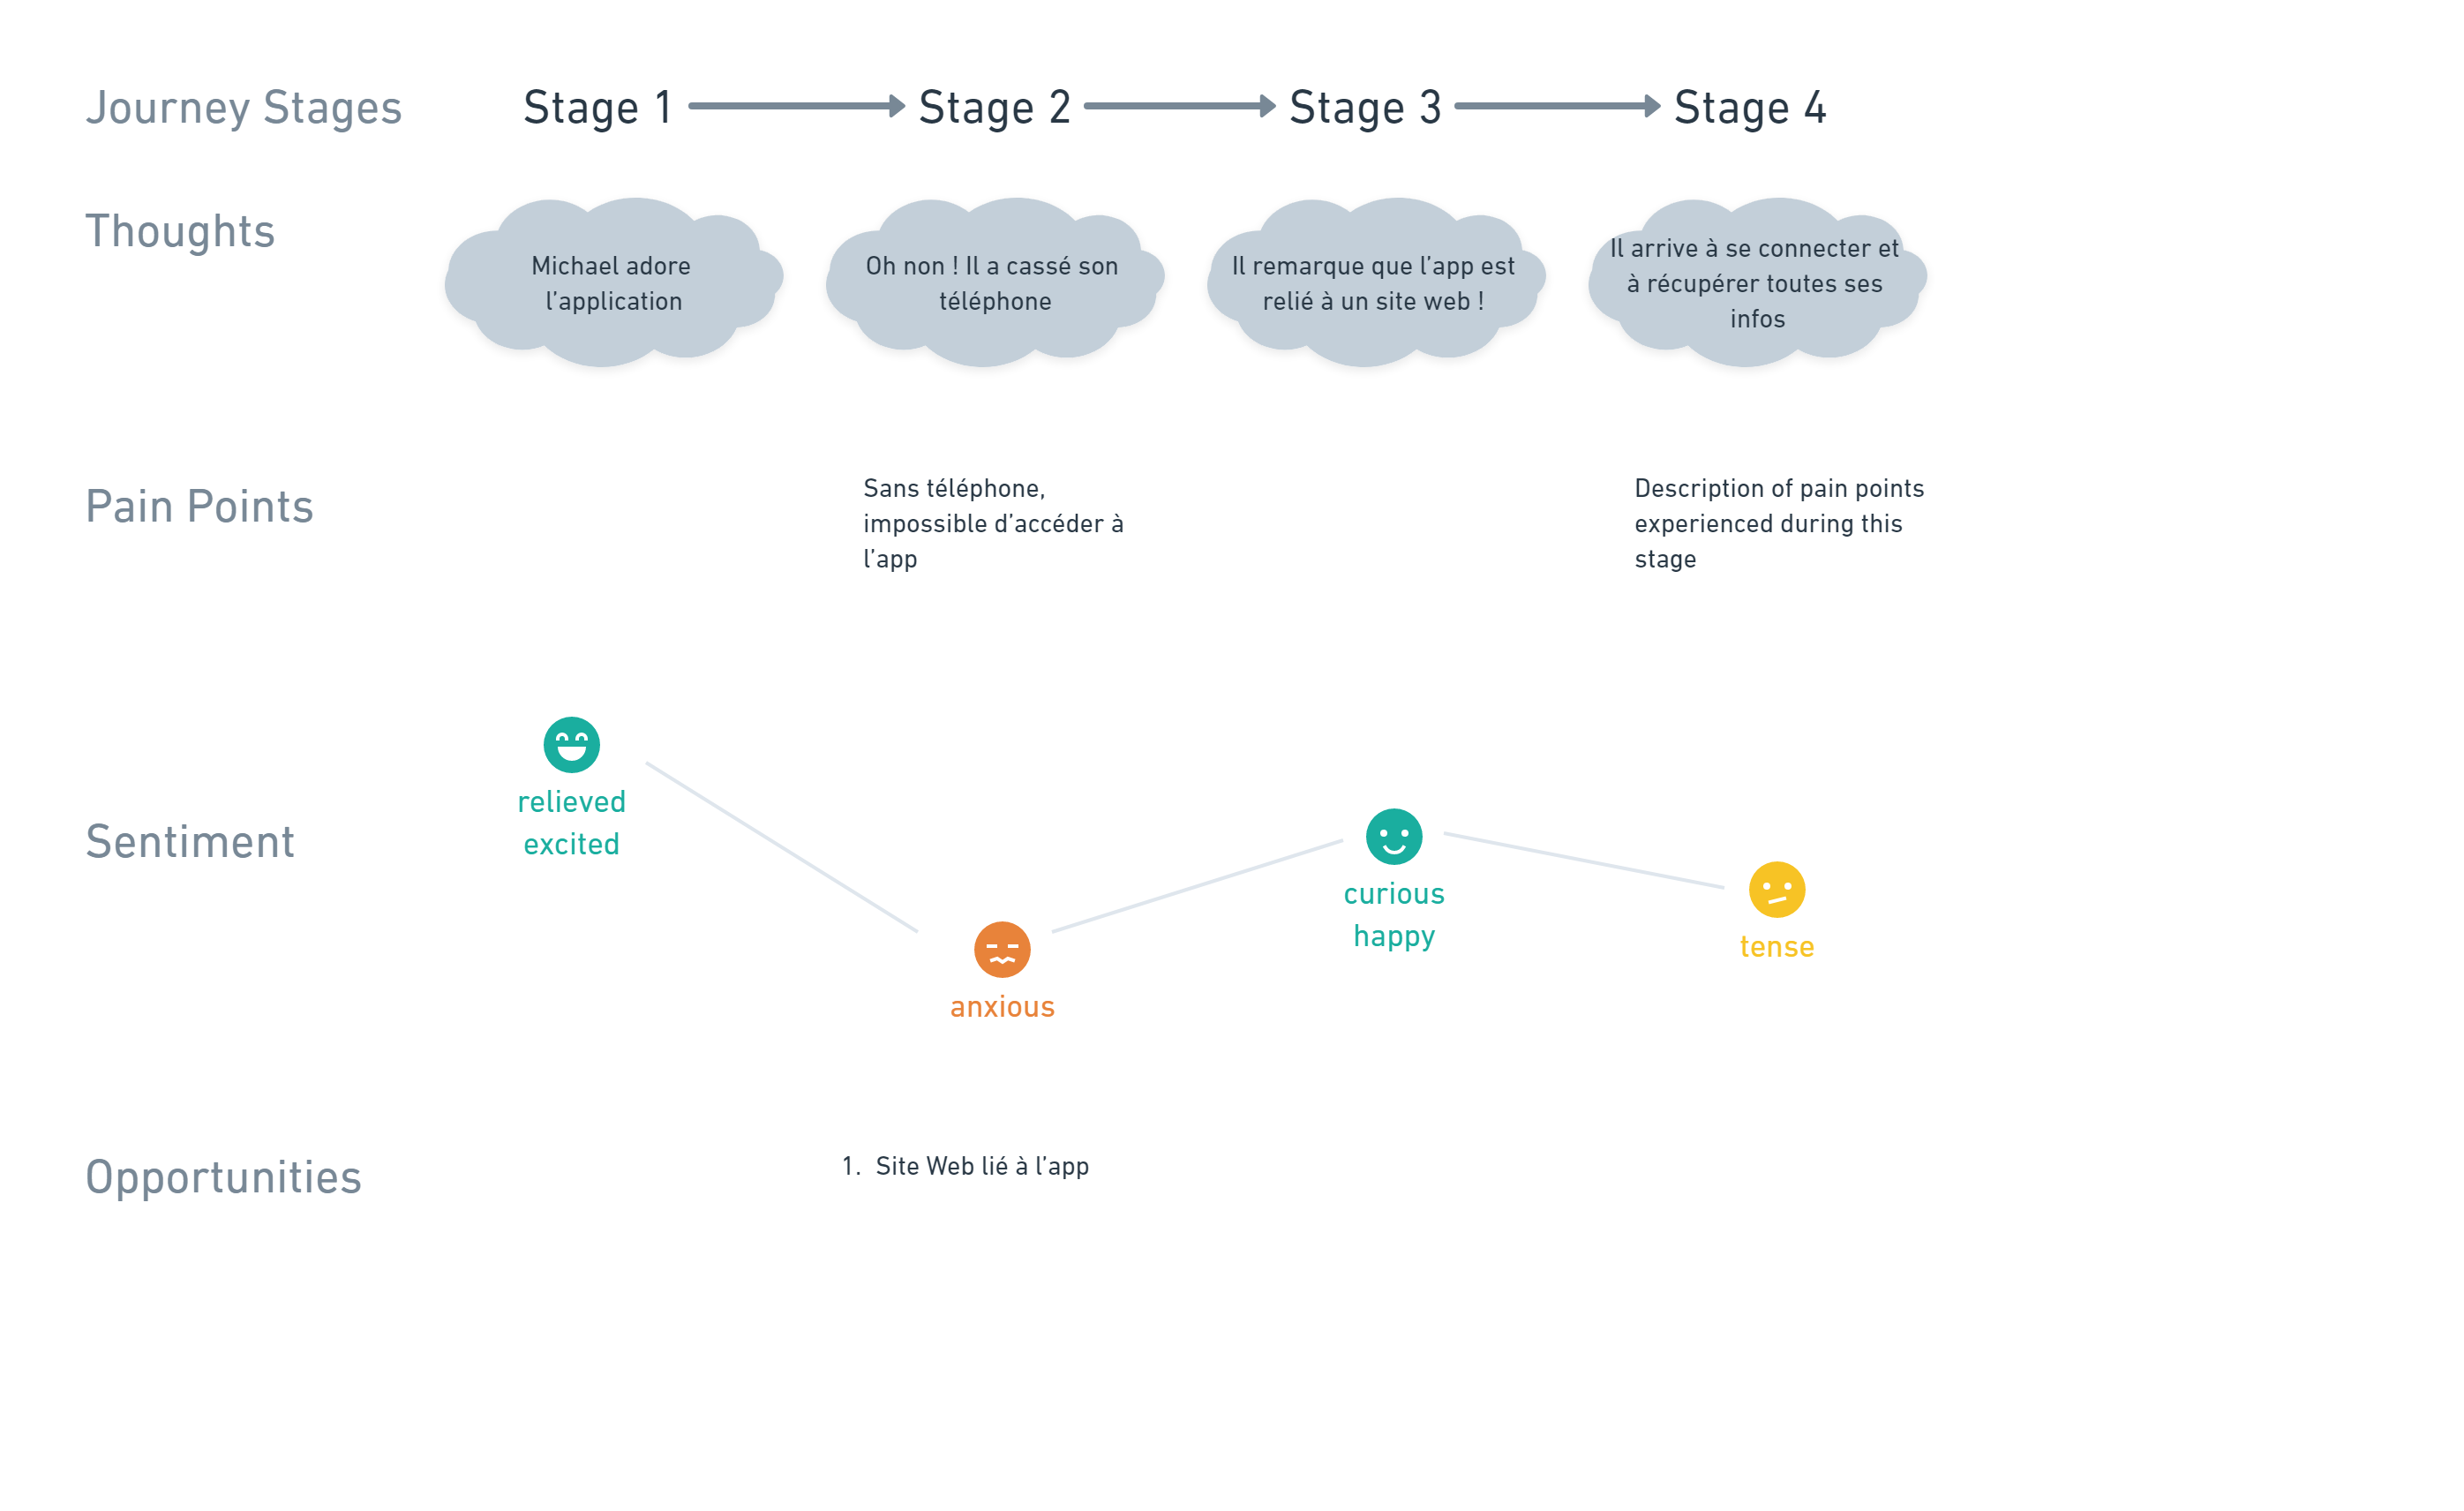 Journey Stages
Stage 1
Stage 2
Stage 3
Stage 4
Thoughts
Michael adore
l’application
Oh non ! Il a cassé son
téléphone
Il remarque que l’app est
relié à un site web !
Il arrive à se connecter et
à récupérer toutes ses
infos
Pain Points
Sans téléphone,
impossible d’accéder à
l’app
Description of pain points
experienced during this
stage
Sentiment
relieved
excited
anxious
curious
happy
tense
Opportunities
1. Site Web lié à l’app